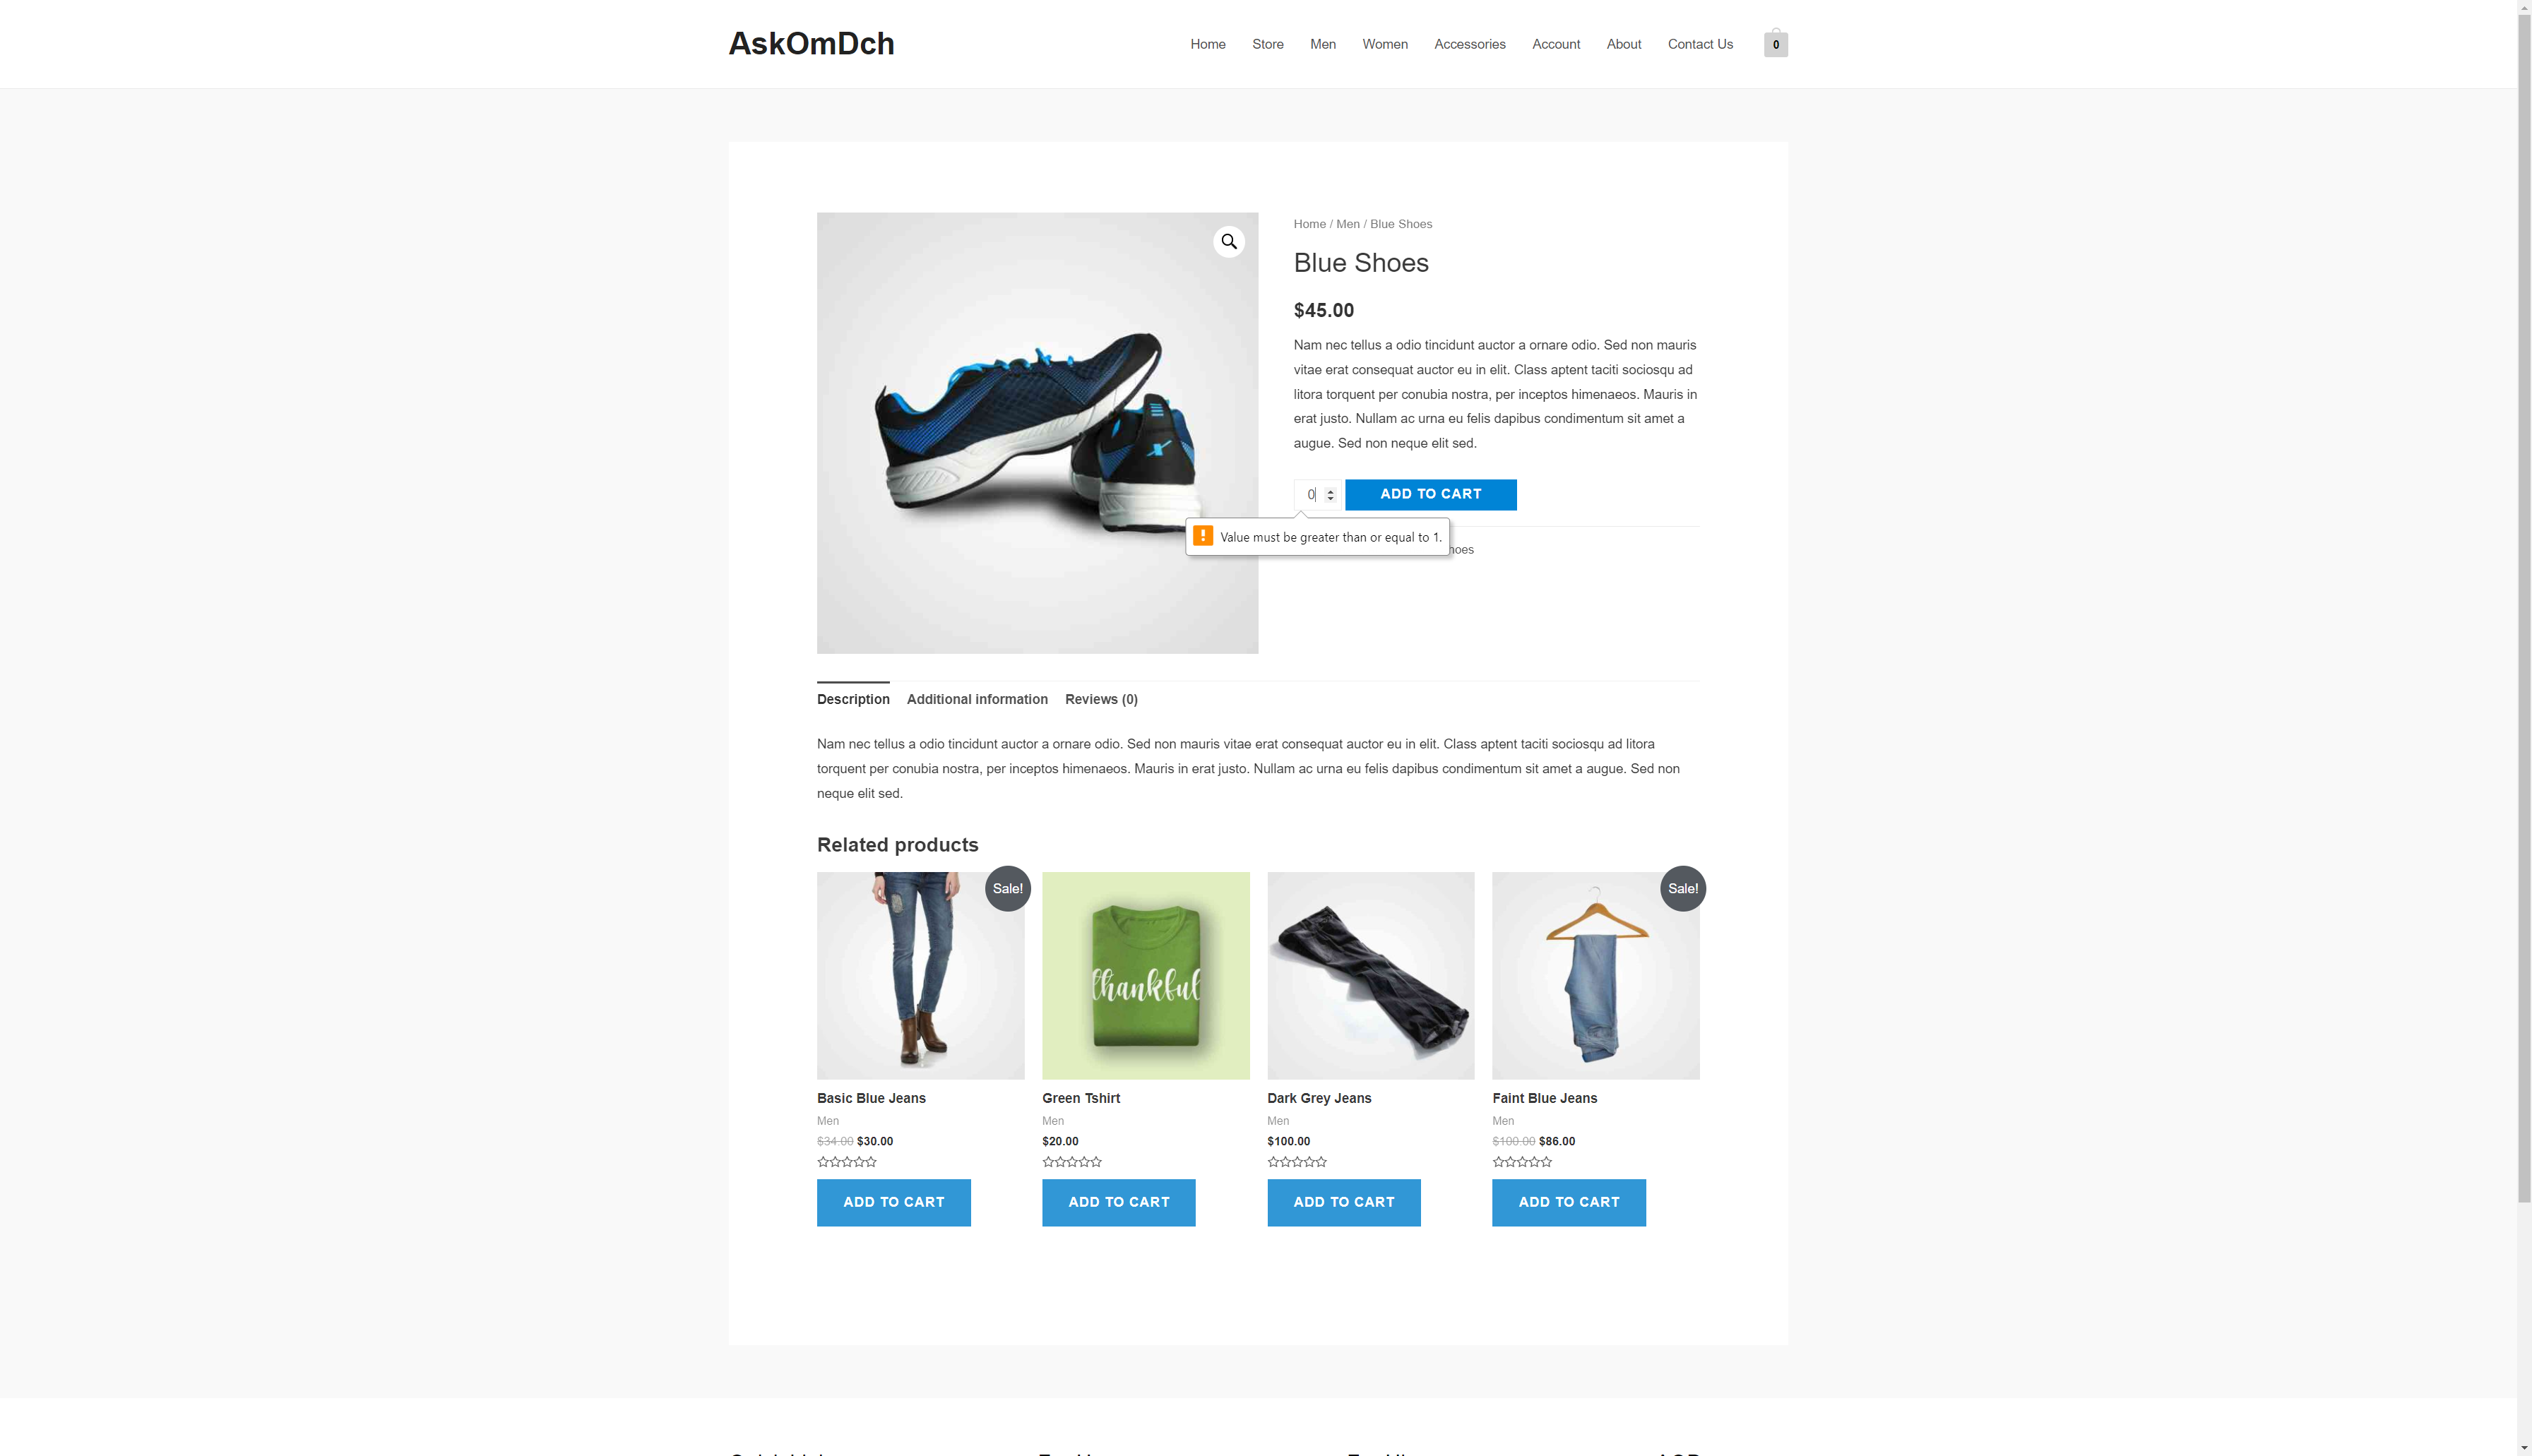 AskOmDch
Home Store Men Women Accessories Account About Contact Us 0
Home / Men / Blue Shoes
Blue Shoes
$45.00
Nam nec tellus a odio tincidunt auctor a ornare odio. Sed non mauris
vitae erat consequat auctor eu in elit. Class aptent taciti sociosqu ad
litora torquent per conubia nostra, per inceptos himenaeos. Mauris in
erat justo. Nullam ac urna eu felis dapibus condimentum sit amet a
augue. Sed non neque elit sed.
0 ADD TO CART
Value must be greater than or equal to 1.
hoes
Description Additional information Reviews (0)
Nam nec tellus a odio tincidunt auctor a ornare odio. Sed non mauris vitae erat consequat auctor eu in elit. Class aptent taciti sociosqu ad litora
torquent per conubia nostra, per inceptos himenaeos. Mauris in erat justo. Nullam ac urna eu felis dapibus condimentum sit amet a augue. Sed non
neque elit sed.
Related products
Sale! Sale!
thankful
Basic Blue Jeans Green Tshirt Dark Grey Jeans Faint Blue Jeans
Men Men Men Men
$34.00 $30.00 $20.00 $100.00 $100.00 $86.00
ADD TO CART ADD TO CART ADD TO CART ADD TO CART